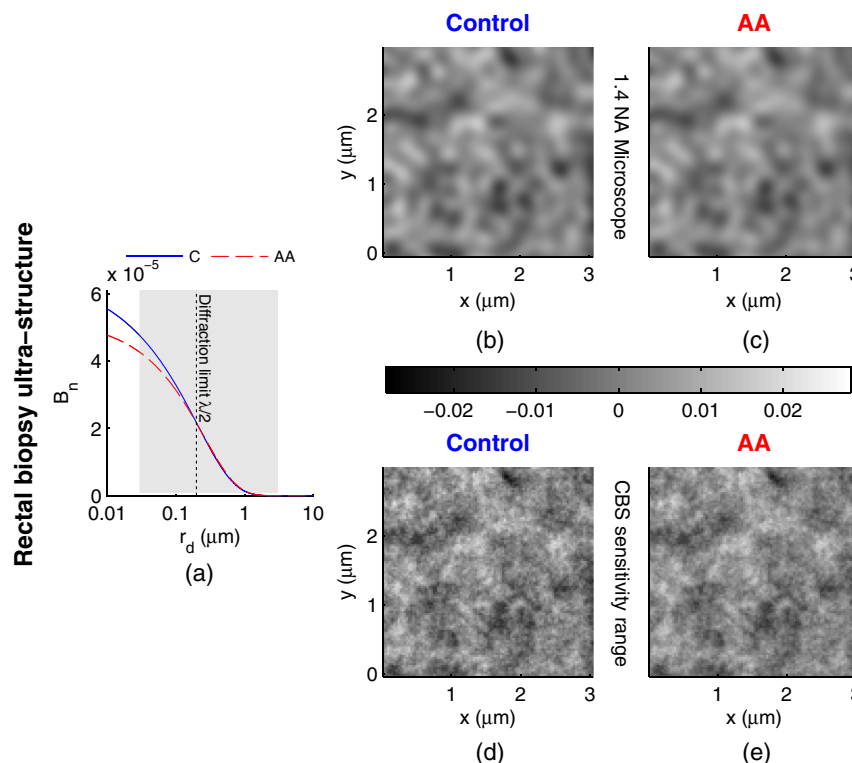 Rectal biopsy ultra-structure
C
AA
x 10⁻⁵
6
4
2
0
B_n
Diffraction limit λ/2
0.01
0.1
1
10
r_d (μm)
(a)
Control
AA
2
1
0
y (μm)
1.4 NA Microscope
1
2
3
1
2
3
x (μm)
x (μm)
(b)
(c)
−0.02
−0.01
0
0.01
0.02
Control
AA
2
1
0
y (μm)
CBS sensitivity range
1
2
3
1
2
3
x (μm)
x (μm)
(d)
(e)